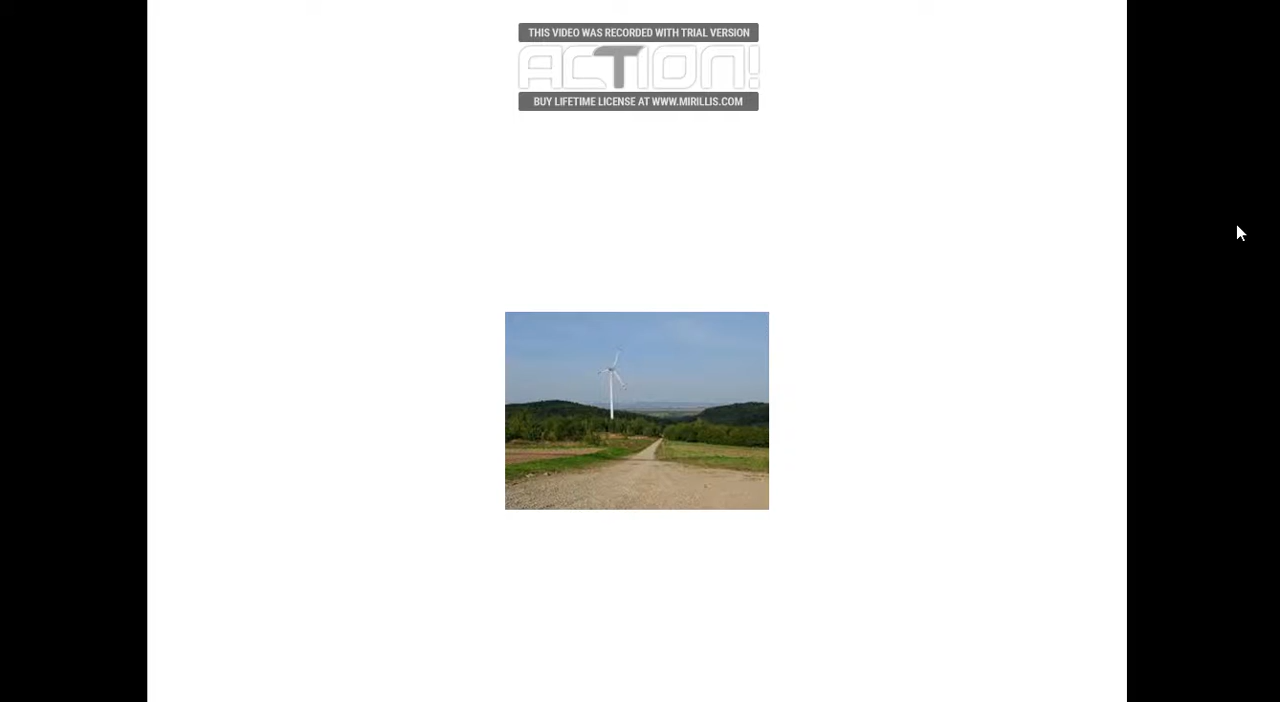 THIS VIDEO WAS RECORDED WITH TRIAL VERSION
ACTION!
BUY LIFETIME LICENSE AT WWW.MIRILLIS.COM